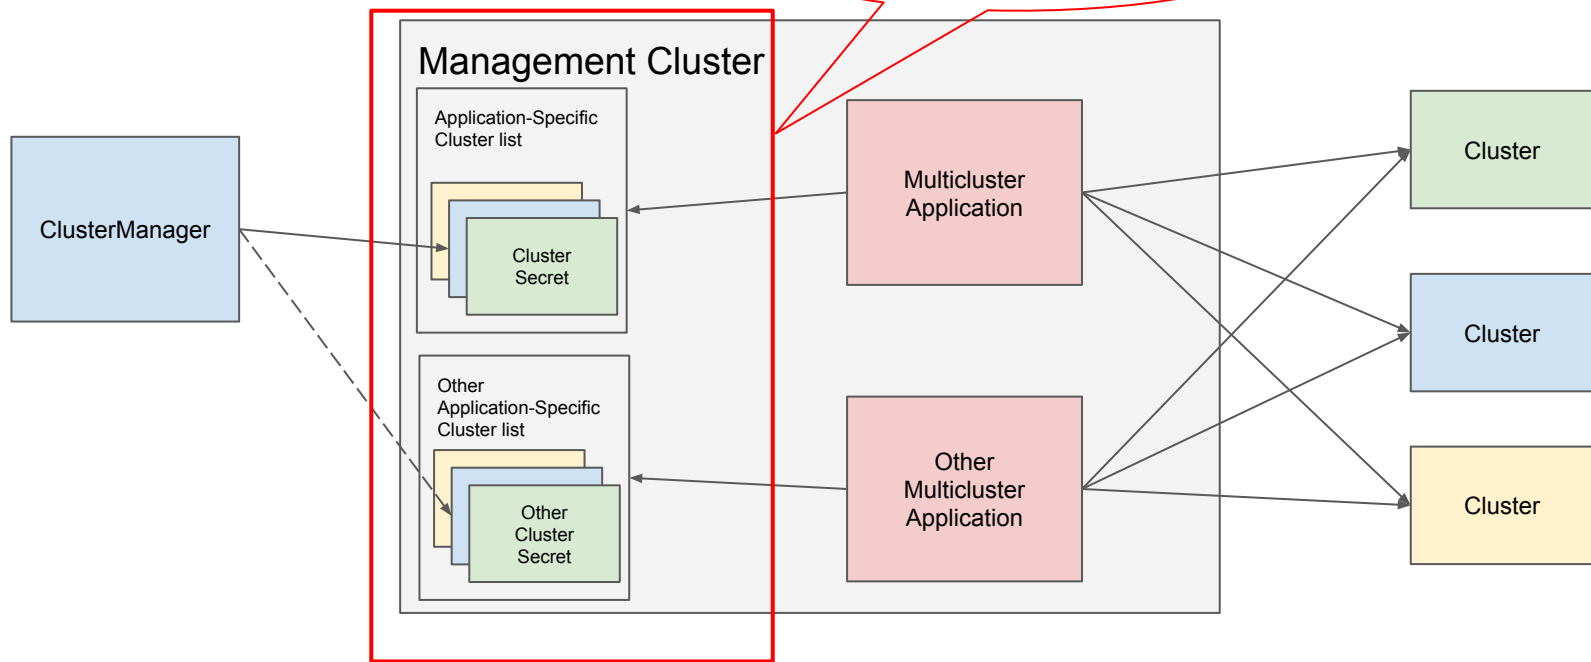 Management Cluster
Application-Specific
Cluster list
Cluster
Secret
ClusterManager
Other
Application-Specific
Cluster list
Other
Cluster
Secret
Multicluster
Application
Other
Multicluster
Application
Cluster
Cluster
Cluster